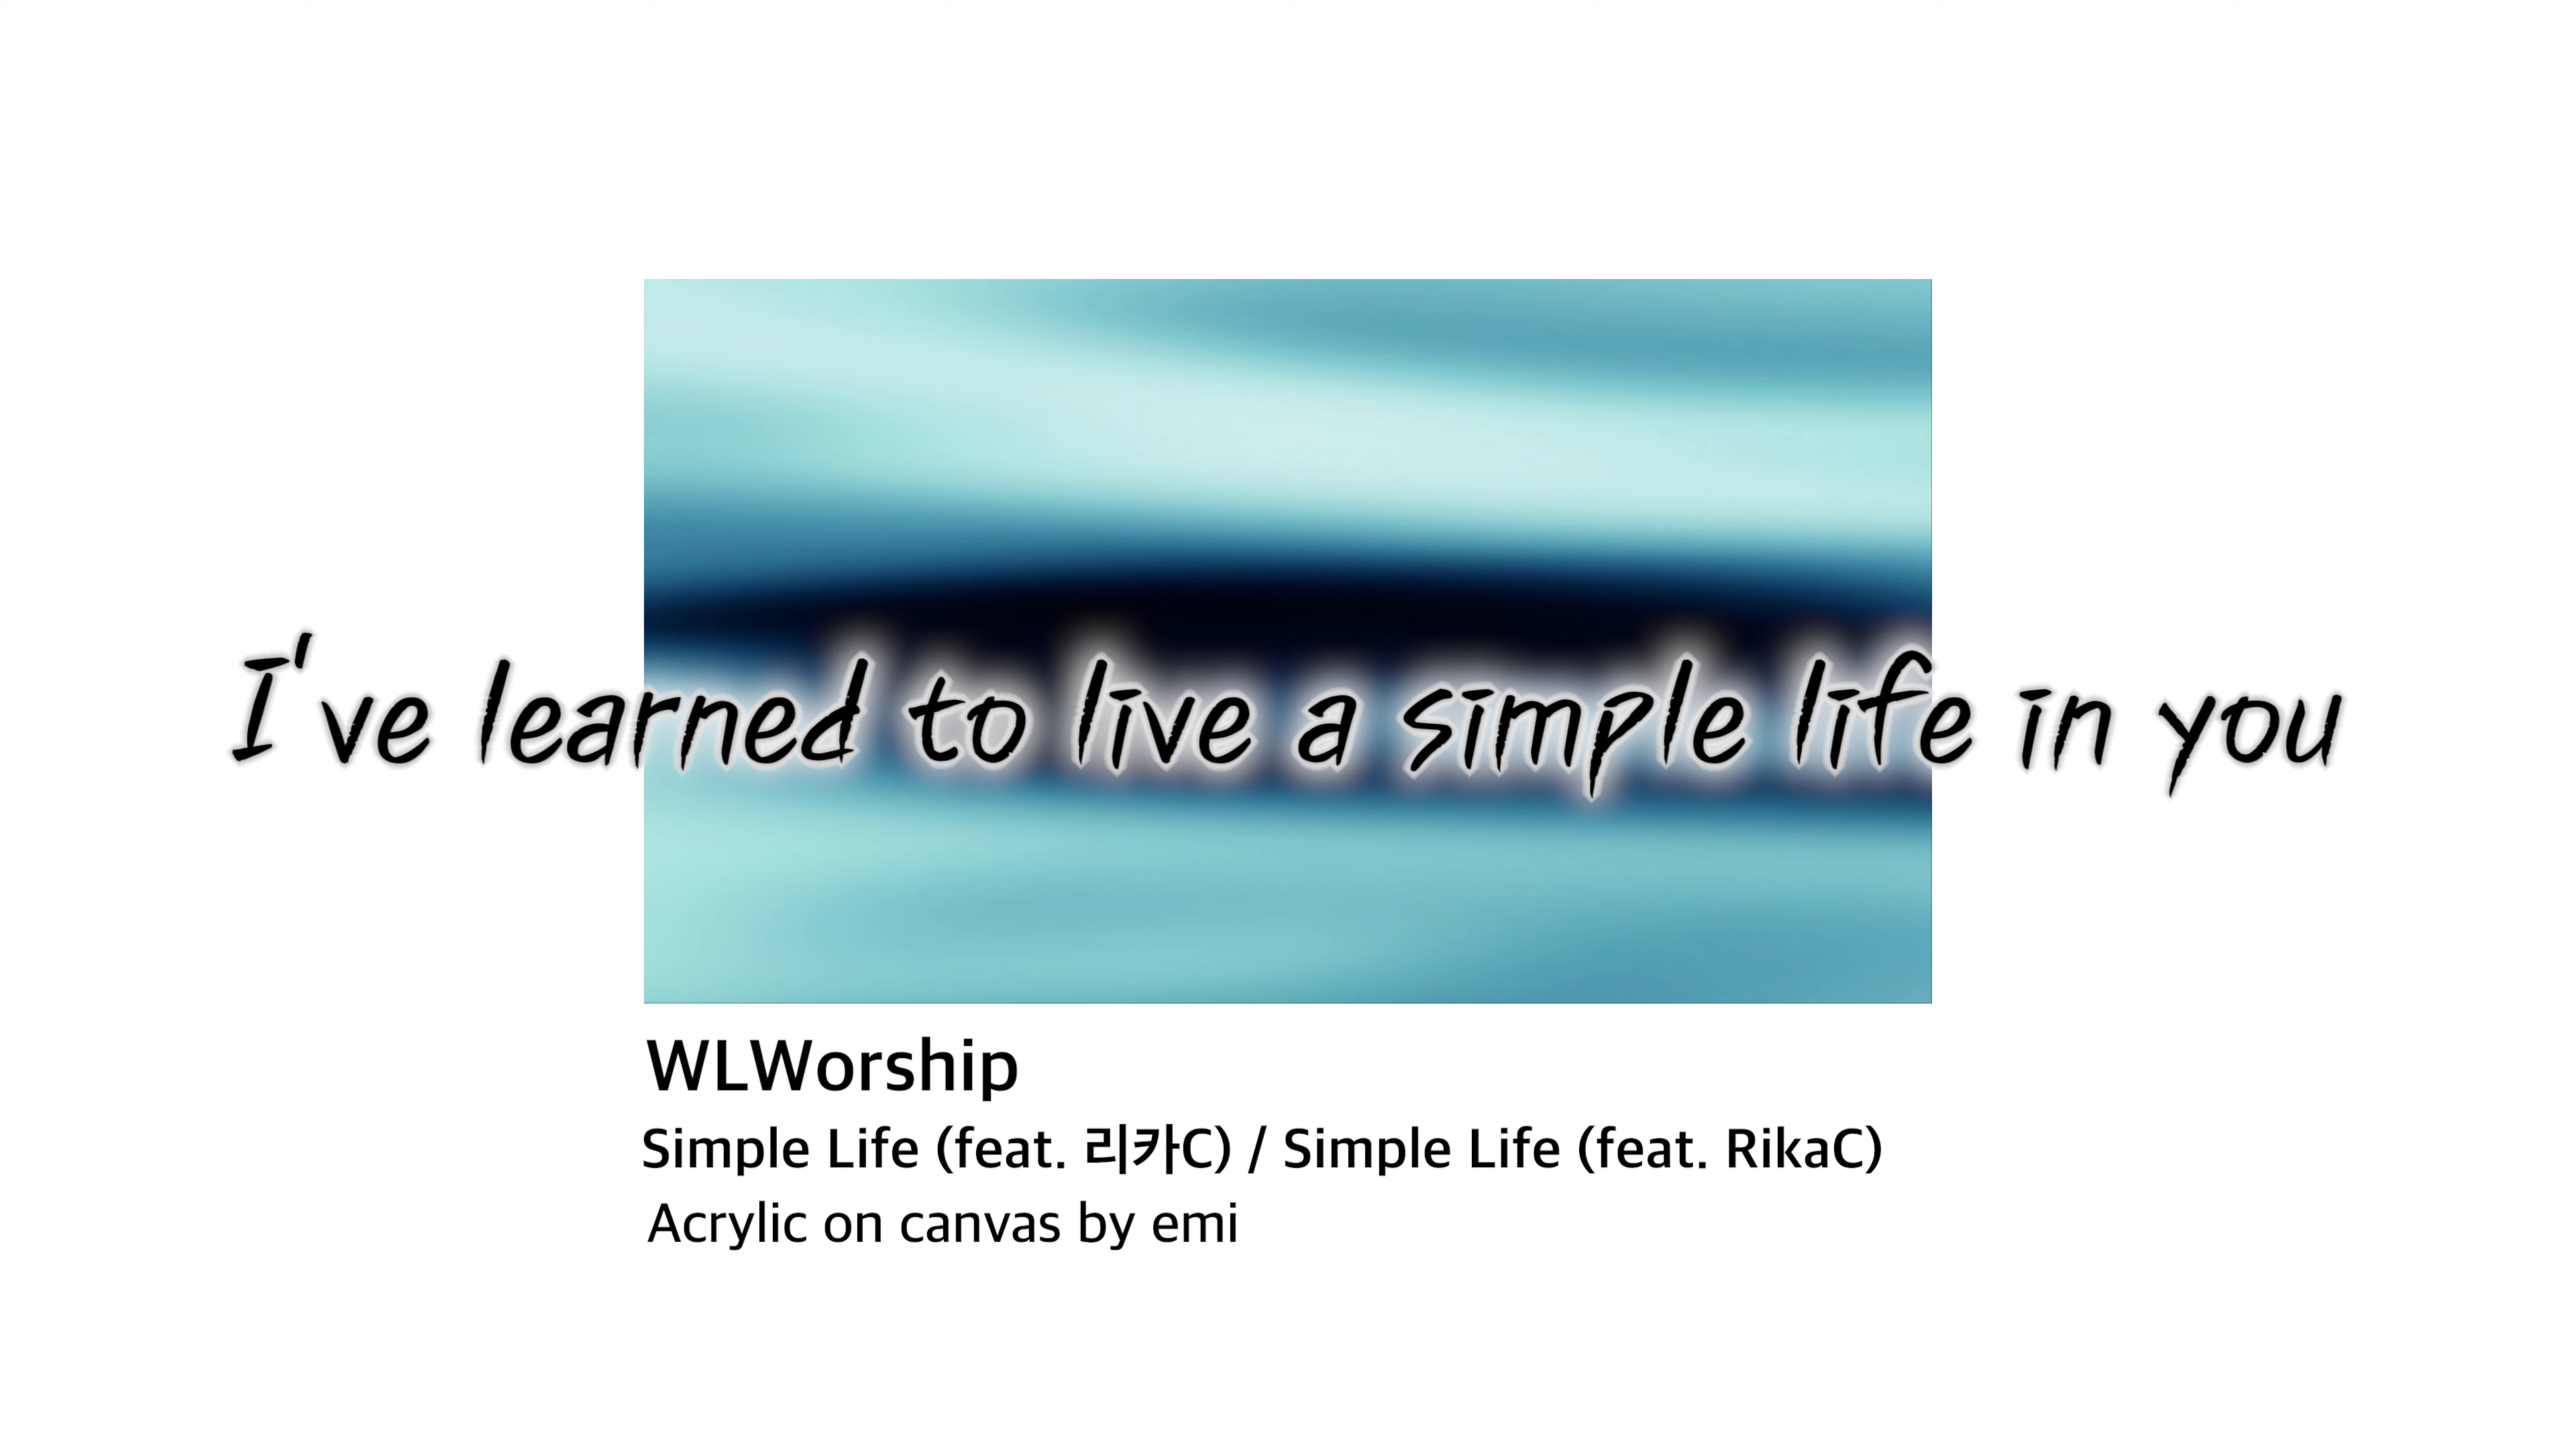 I've learned to live a simple life in you
WLWorship
Simple Life (feat. 리카C) / Simple Life (feat. RikaC)
Acrylic on canvas by emi